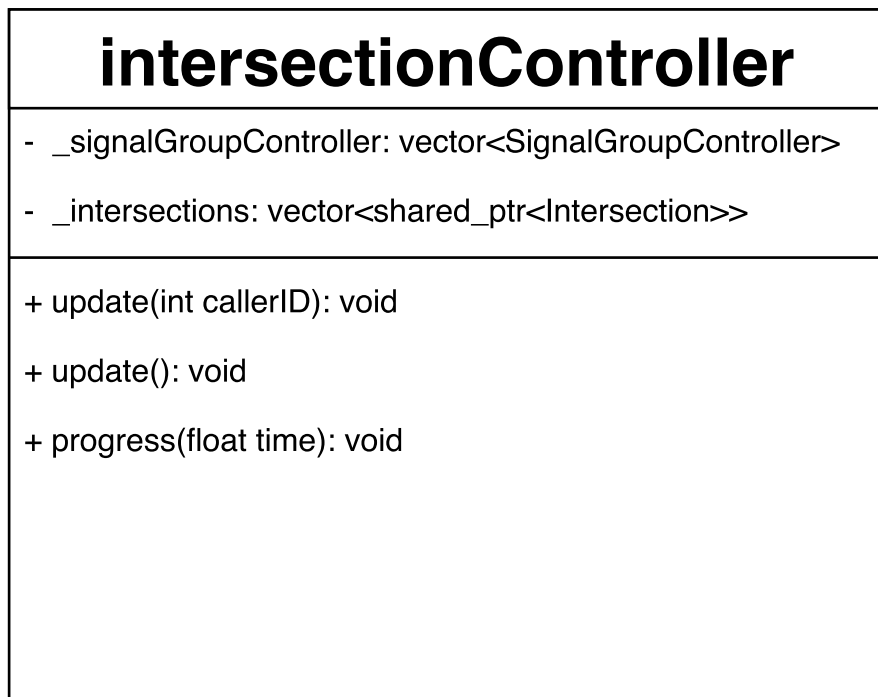 intersectionController
- _signalGroupController: vector<SignalGroupController>
- _intersections: vector<shared_ptr<Intersection>>
+ update(int callerID): void
+ update(): void
+ progress(float time): void